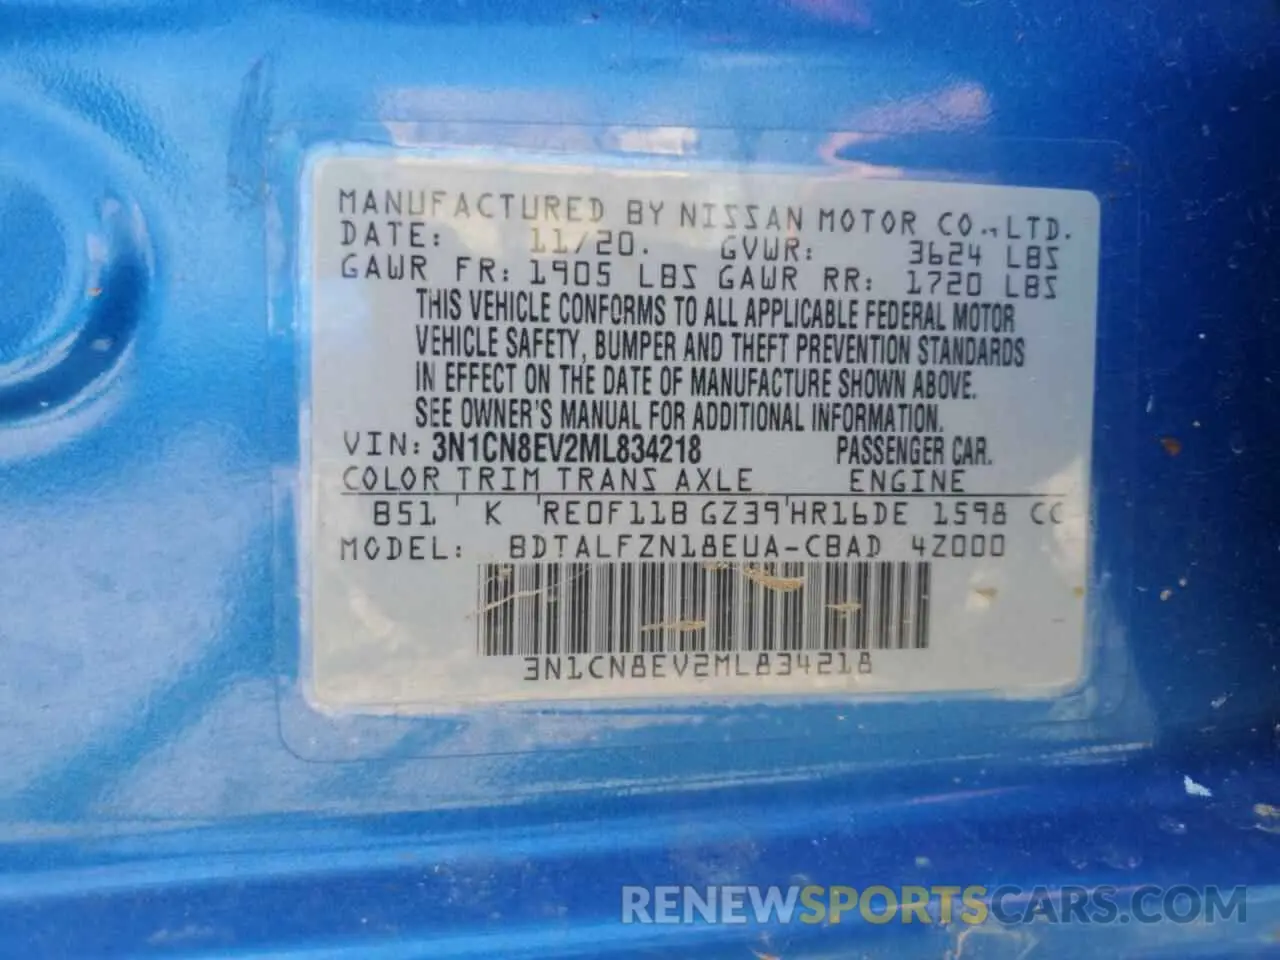 MANUFACTURED BY NISSAN MOTOR CO.,LTD.
DATE: 11/20. GVWR: 3624 LBS
GAWR FR: 1905 LBS GAWR RR: 1720 LBS
THIS VEHICLE CONFORMS TO ALL APPLICABLE FEDERAL MOTOR
VEHICLE SAFETY, BUMPER AND THEFT PREVENTION STANDARDS
IN EFFECT ON THE DATE OF MANUFACTURE SHOWN ABOVE.
SEE OWNER'S MANUAL FOR ADDITIONAL INFORMATION.
VIN: 3N1CN8EV2ML834218 PASSENGER CAR.
COLOR TRIM TRANS AXLE ENGINE
B51 K RE0F11B GZ39 HR16DE 1598 CC
MODEL: BDTALFZN18EUA-CBAD 4Z000
3N1CN8EV2ML834218
RENEWSPORTSCARS.COM